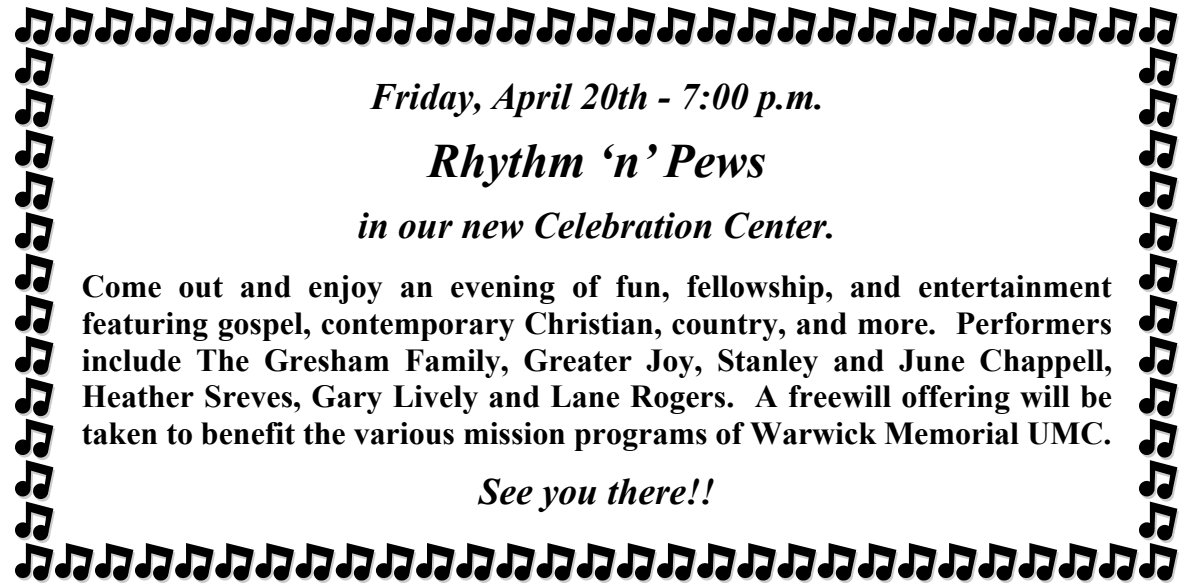 Friday, April 20th - 7:00 p.m.
Rhythm ‘n’ Pews
in our new Celebration Center.
Come out and enjoy an evening of fun, fellowship, and entertainment
featuring gospel, contemporary Christian, country, and more.  Performers
include The Gresham Family, Greater Joy, Stanley and June Chappell,
Heather Sreves, Gary Lively and Lane Rogers.  A freewill offering will be
taken to benefit the various mission programs of Warwick Memorial UMC.
See you there!!